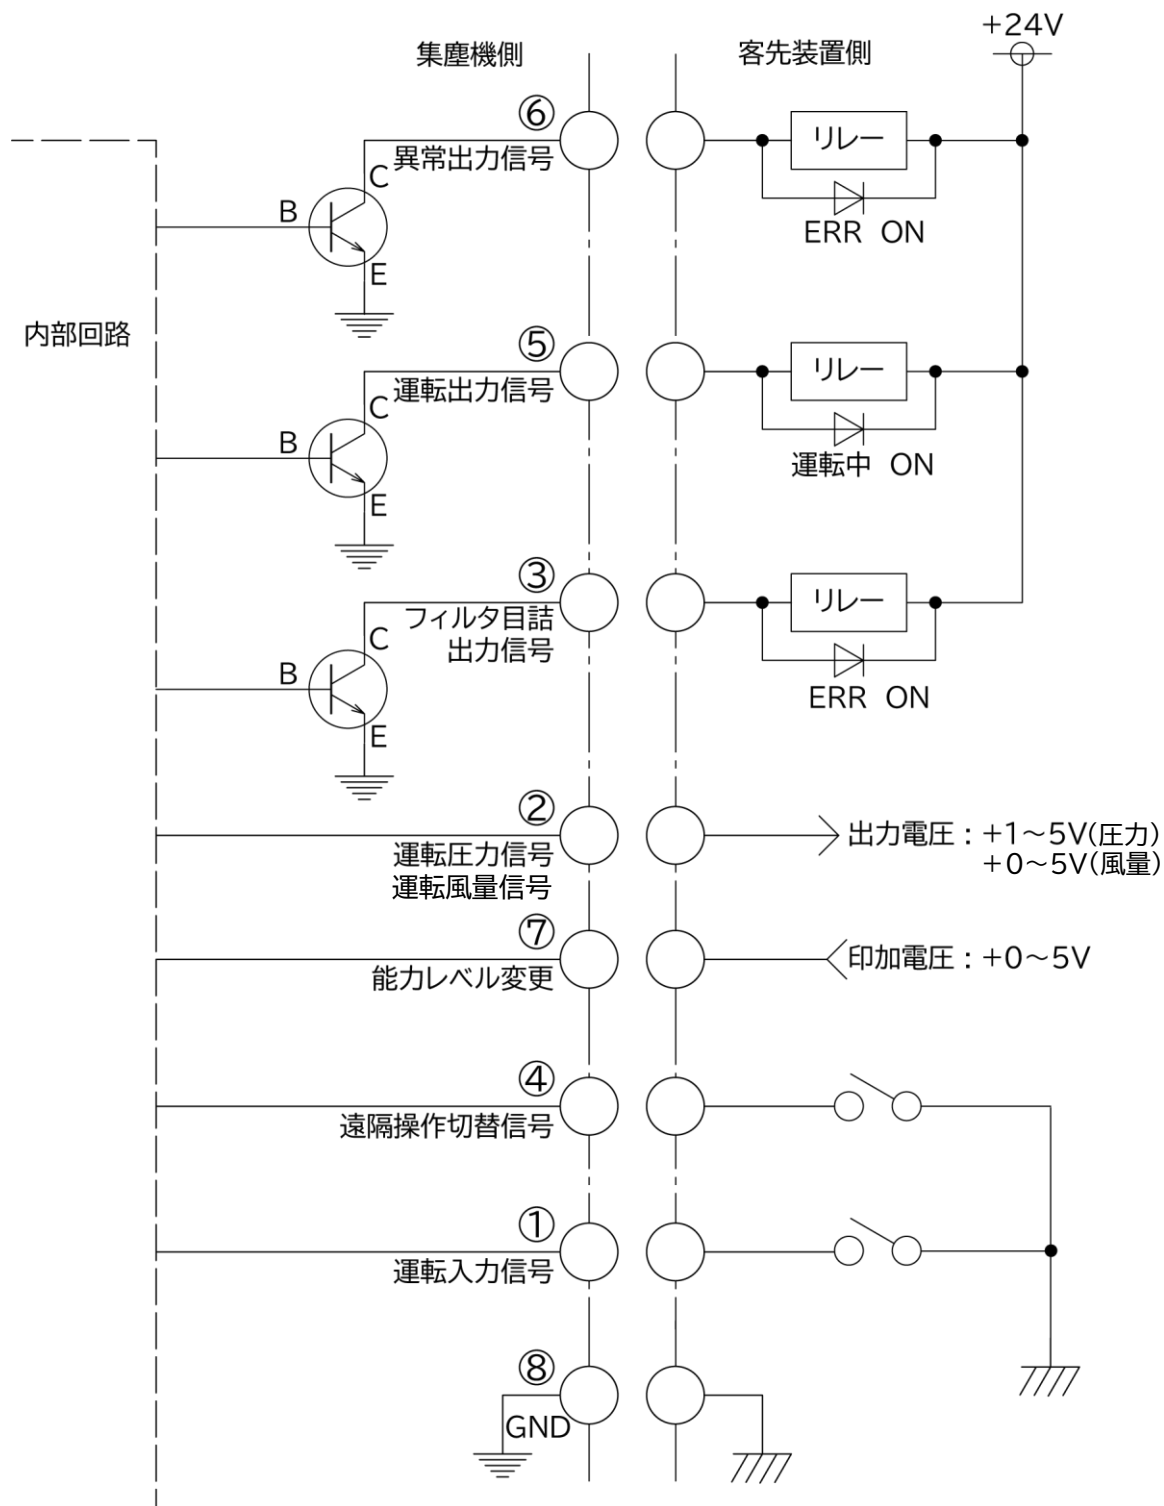 +24V
集塵機側
客先装置側
⑥
異常出力信号
リレー
C
B
E
ERR ON
内部回路
⑤
運転出力信号
リレー
C
B
E
運転中 ON
③
フィルタ目詰
出力信号
リレー
C
B
E
ERR ON
②
運転圧力信号
運転風量信号
出力電圧：+1～5V(圧力)
+0～5V(風量)
⑦
能力レベル変更
印加電圧：+0～5V
④
遠隔操作切替信号
①
運転入力信号
⑧
GND